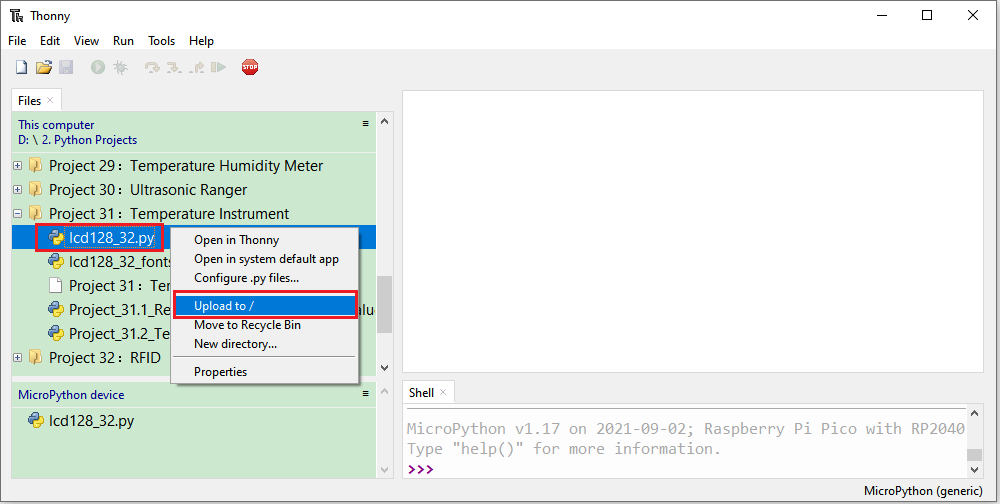 Thonny
File Edit View Run Tools Help
STOP
Files
This computer
D: \ 2. Python Projects
Project 29：Temperature Humidity Meter
Project 30：Ultrasonic Ranger
Project 31：Temperature Instrument
lcd128_32.py
lcd128_32_fonts
Project 31：Te
Project_31.1_Re
alue
Project_31.2_Te
Project 32：RFID
Open in Thonny
Open in system default app
Configure .py files...
Upload to /
Move to Recycle Bin
New directory...
Properties
MicroPython device
lcd128_32.py
Shell
MicroPython v1.17 on 2021-09-02; Raspberry Pi Pico with RP2040
Type "help()" for more information.
>>>
MicroPython (generic)